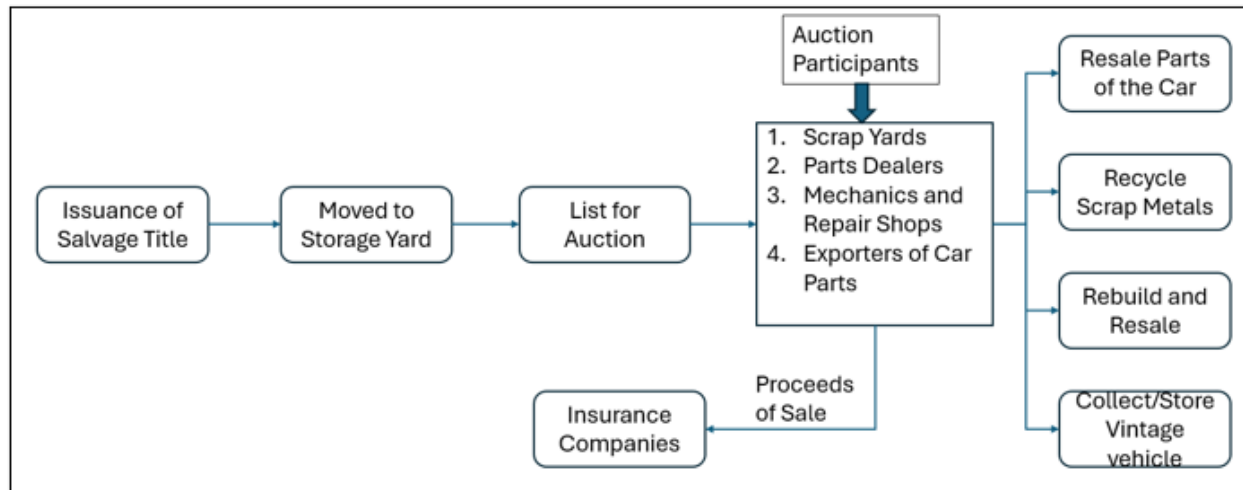 Issuance of
Salvage Title
Moved to
Storage Yard
List for
Auction
Auction
Participants
1. Scrap Yards
2. Parts Dealers
3. Mechanics and
Repair Shops
4. Exporters of Car
Parts
Proceeds
of Sale
Insurance
Companies
Resale Parts
of the Car
Recycle
Scrap Metals
Rebuild and
Resale
Collect/Store
Vintage
vehicle